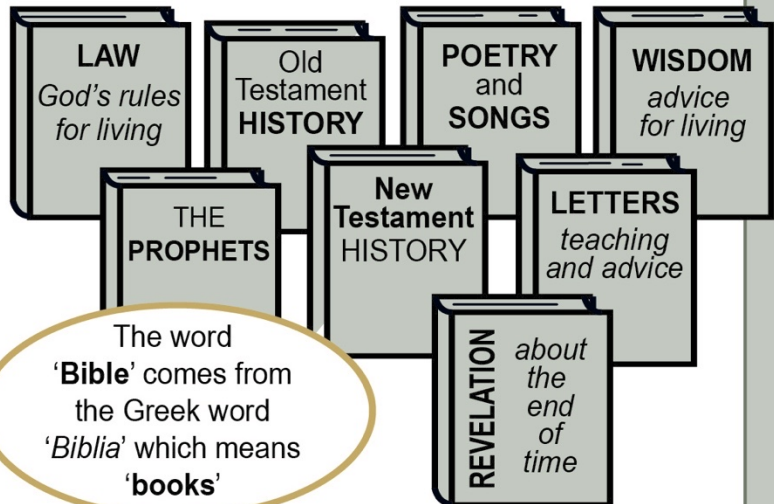 LAW
God's rules
for living
Old
Testament
HISTORY
POETRY
and
SONGS
WISDOM
advice
for living
THE
PROPHETS
New
Testament
HISTORY
LETTERS
teaching
and advice
REVELATION
about
the
end
of
time
The word
‘Bible’ comes from
the Greek word
‘Biblia’ which means
‘books’